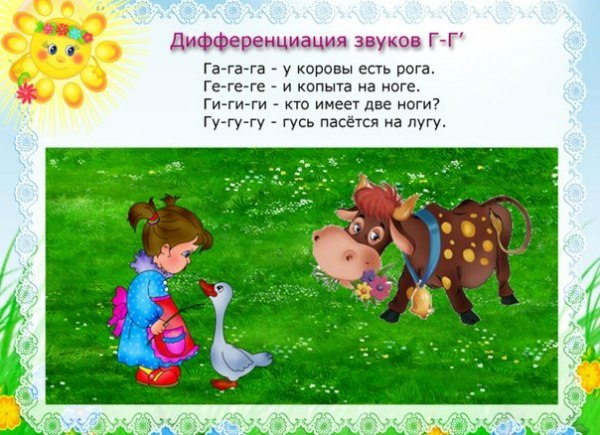 Дифференциация звуков Г-Г’
Га-га-га - у коровы есть рога.
Ге-ге-ге - и копыта на ноге.
Ги-ги-ги - кто имеет две ноги?
Гу-гу-гу - гусь пасётся на лугу.